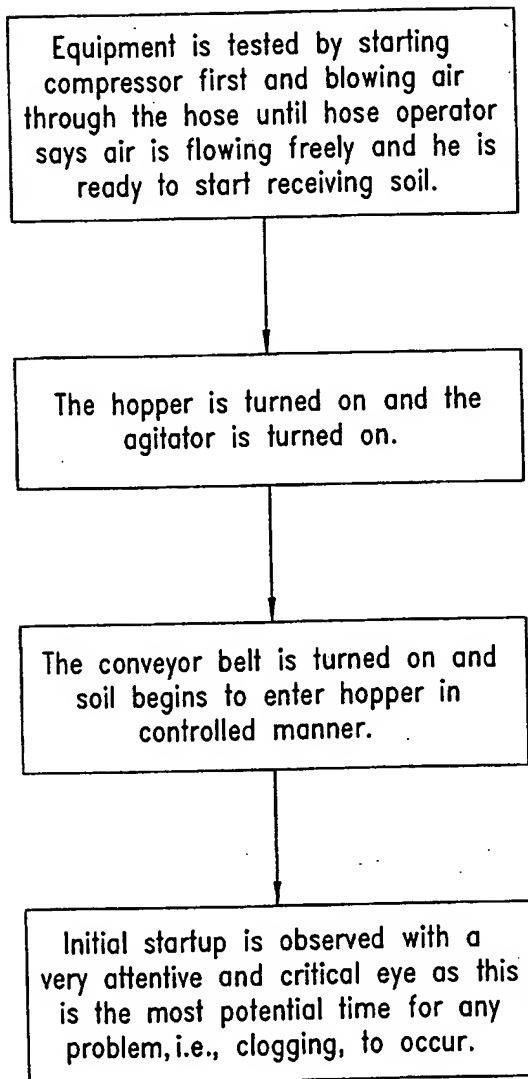 Equipment is tested by starting
compressor first and blowing air
through the hose until hose operator
says air is flowing freely and he is
ready to start receiving soil.
The hopper is turned on and the
agitator is turned on.
The conveyor belt is turned on and
soil begins to enter hopper in
controlled manner.
Initial startup is observed with a
very attentive and critical eye as this
is the most potential time for any
problem, i.e., clogging, to occur.